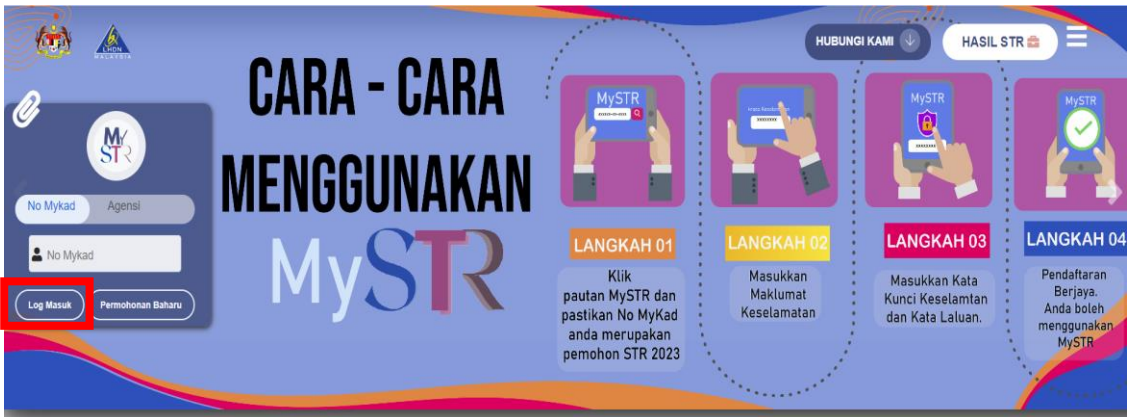 LHDN
MALAYSIA
MySTR
No Mykad
Agensi
No Mykad
Log Masuk
Permohonan Baharu
CARA - CARA
MENGGUNAKAN
MySTR
HUBUNGI KAMI
HASIL STR
MySTR
LANGKAH 01
Klik
pautan MySTR dan
pastikan No MyKad
anda merupakan
pemohon STR 2023
LANGKAH 02
Masukkan
Maklumat
Keselamatan
MySTR
LANGKAH 03
Masukkan Kata
Kunci Keselamtan
dan Kata Laluan.
MySTR
LANGKAH 04
Pendaftaran
Berjaya.
Anda boleh
menggunakan
MySTR